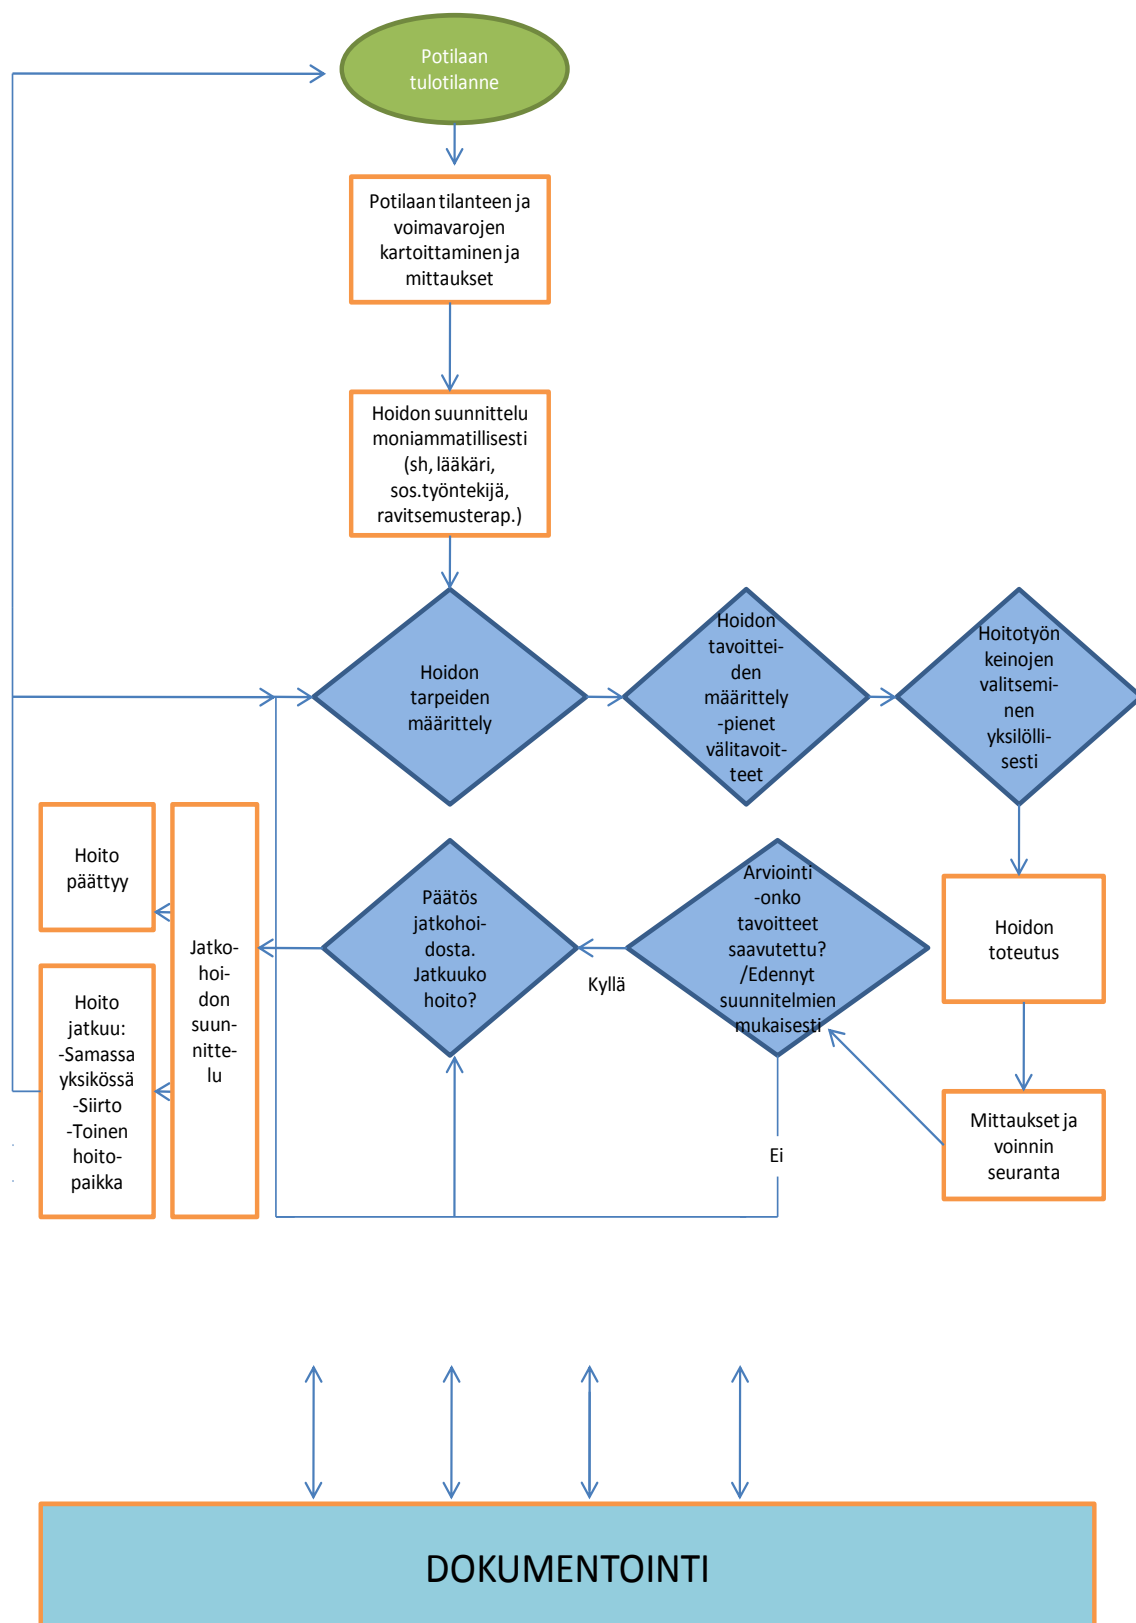 Potilaan
tulotilanne
Potilaan tilanteen ja
voimavarojen
kartoittaminen ja
mittaukset
Hoidon suunnittelu
moniammatillisesti
(sh, lääkäri,
sos.työntekijä,
ravitsemusterap.)
Hoidon
tarpeiden
määrittely
Hoidon
tavoittei-
den
määrittely
-pienet
välitavoit-
teet
Hoitotyön
keinojen
valitsemi-
nen
yksilölli-
sesti
Hoito
päättyy
Hoito
jatkuu:
-Samassa
yksikössä
-Siirto
-Toinen
hoito-
paikka
Jatko-
hoi-
don
suun-
nitte-
lu
Päätös
jatkohoi-
dosta.
Jatkuuko
hoito?
Kyllä
Arviointi
-onko
tavoitteet
saavutettu?
/Edennyt
suunnitelmien
mukaisesti
Ei
Hoidon
toteutus
Mittaukset ja
voinnin
seuranta
DOKUMENTOINTI